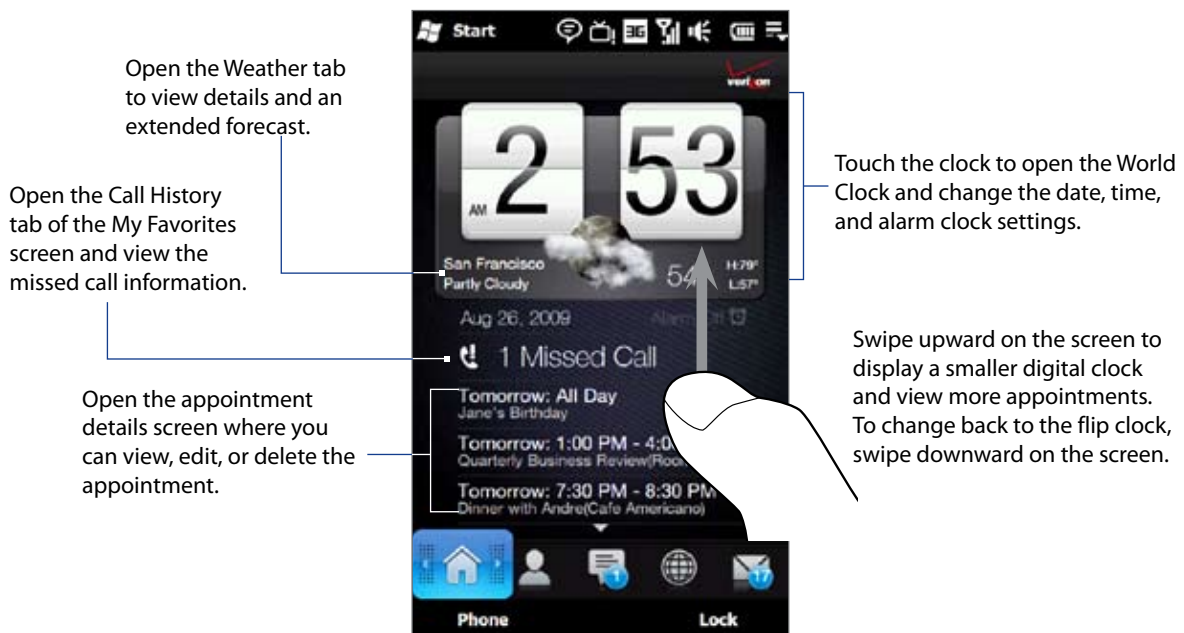 Start
3G
verizon
Open the Weather tab
to view details and an
extended forecast.
Open the Call History
tab of the My Favorites
screen and view the
missed call information.
Open the appointment
details screen where you
can view, edit, or delete the
appointment.
2
53
AM
San Francisco
Partly Cloudy
54
H:79°
L:57°
Aug 26, 2009
Alarm Off
1 Missed Call
Tomorrow: All Day
Jane's Birthday
Tomorrow: 1:00 PM - 4:0
Quarterly Business Review(Roo
Tomorrow: 7:30 PM - 8:30 PM
Dinner with Andre(Cafe Americano)
1
17
Phone
Lock
Touch the clock to open the World
Clock and change the date, time,
and alarm clock settings.
Swipe upward on the screen to
display a smaller digital clock
and view more appointments.
To change back to the flip clock,
swipe downward on the screen.